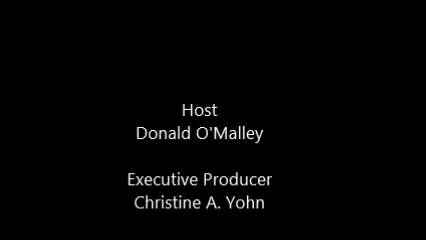 Host
Donald O'Malley
Executive Producer
Christine A. Yohn